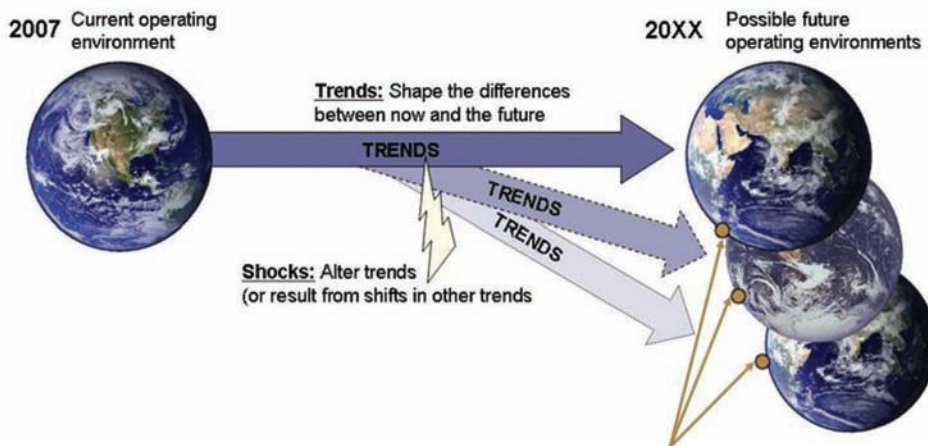 2007 Current operating
environment
20XX Possible future
operating environments
Trends: Shape the differences
between now and the future
TRENDS
TRENDS
TRENDS
Shocks: Alter trends
(or result from shifts in other trends